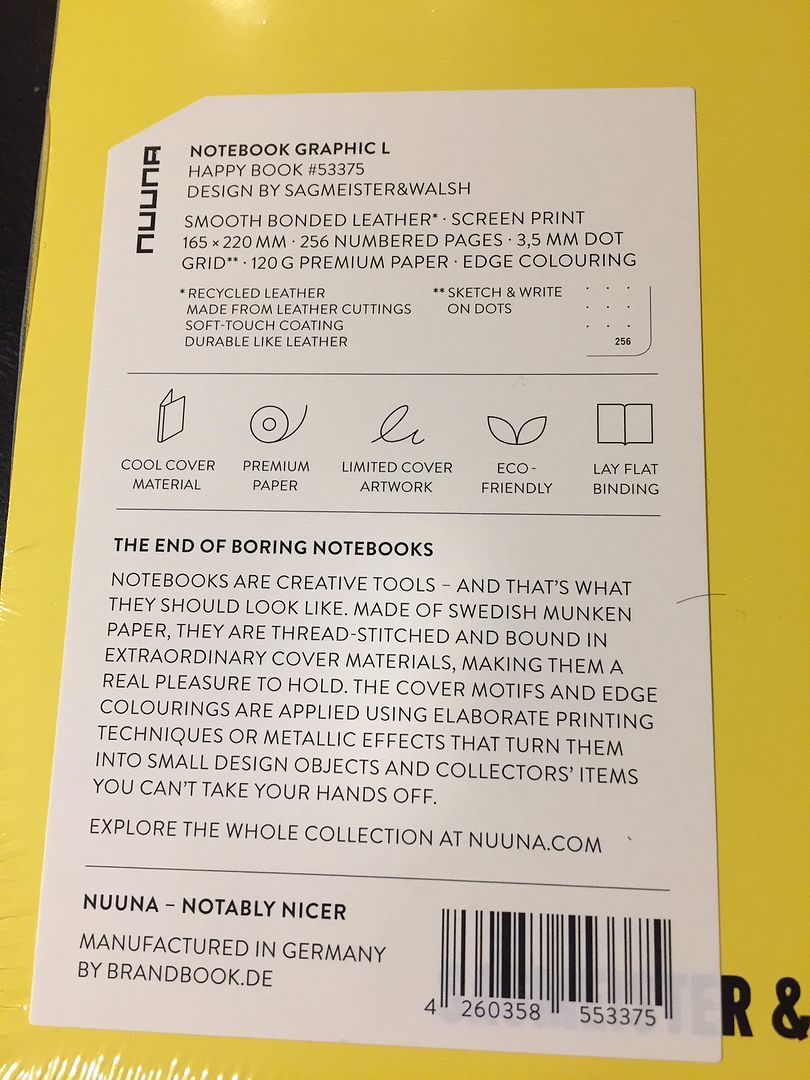 NUUNA
NOTEBOOK GRAPHIC L
HAPPY BOOK #53375
DESIGN BY SAGMEISTER&WALSH
SMOOTH BONDED LEATHER* · SCREEN PRINT
165 × 220 MM · 256 NUMBERED PAGES · 3,5 MM DOT
GRID** · 120 G PREMIUM PAPER · EDGE COLOURING
* RECYCLED LEATHER
MADE FROM LEATHER CUTTINGS
SOFT-TOUCH COATING
DURABLE LIKE LEATHER
** SKETCH & WRITE
ON DOTS
256
COOL COVER
MATERIAL
PREMIUM
PAPER
LIMITED COVER
ARTWORK
ECO-
FRIENDLY
LAY FLAT
BINDING
THE END OF BORING NOTEBOOKS
NOTEBOOKS ARE CREATIVE TOOLS – AND THAT'S WHAT
THEY SHOULD LOOK LIKE. MADE OF SWEDISH MUNKEN
PAPER, THEY ARE THREAD-STITCHED AND BOUND IN
EXTRAORDINARY COVER MATERIALS, MAKING THEM A
REAL PLEASURE TO HOLD. THE COVER MOTIFS AND EDGE
COLOURINGS ARE APPLIED USING ELABORATE PRINTING
TECHNIQUES OR METALLIC EFFECTS THAT TURN THEM
INTO SMALL DESIGN OBJECTS AND COLLECTORS' ITEMS
YOU CAN'T TAKE YOUR HANDS OFF.
EXPLORE THE WHOLE COLLECTION AT NUUNA.COM
NUUNA – NOTABLY NICER
MANUFACTURED IN GERMANY
BY BRANDBOOK.DE
4 260358 553375
R &